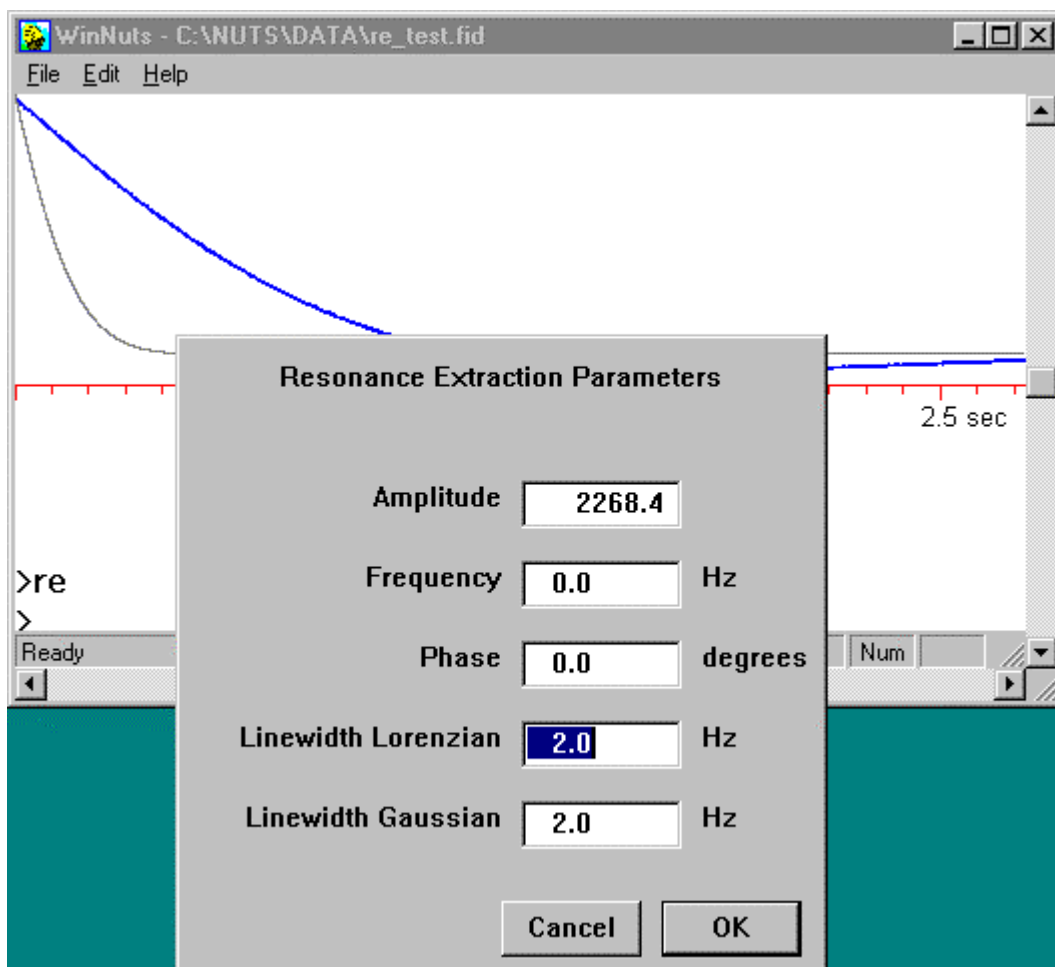 WinNuts - C:\NUTS\DATA\re_test.fid
File Edit Help
2.5 sec
>re
>
Ready
Num
Resonance Extraction Parameters
Amplitude 2268.4
Frequency 0.0 Hz
Phase 0.0 degrees
Linewidth Lorenzian 2.0 Hz
Linewidth Gaussian 2.0 Hz
Cancel OK